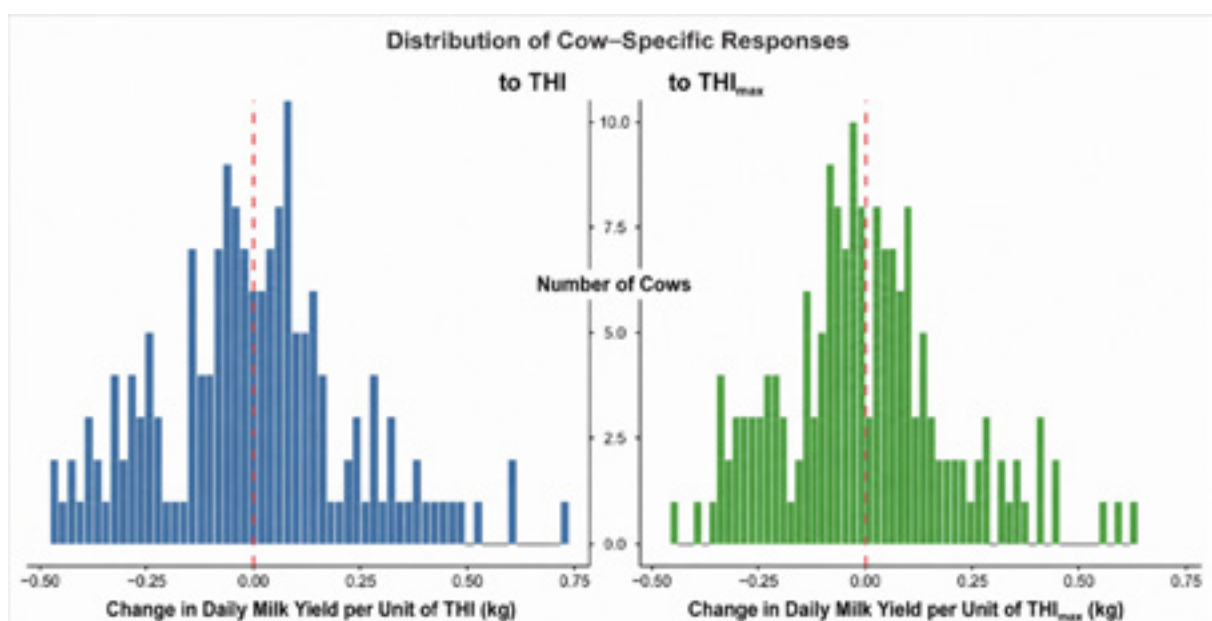 Distribution of Cow–Specific Responses
to THI
to THImax
10.0
7.5
Number of Cows
5.0
2.5
0.0
−0.50 −0.25 0.00 0.25 0.50 0.75
−0.50 −0.25 0.00 0.25 0.50 0.75
Change in Daily Milk Yield per Unit of THI (kg)
Change in Daily Milk Yield per Unit of THImax (kg)